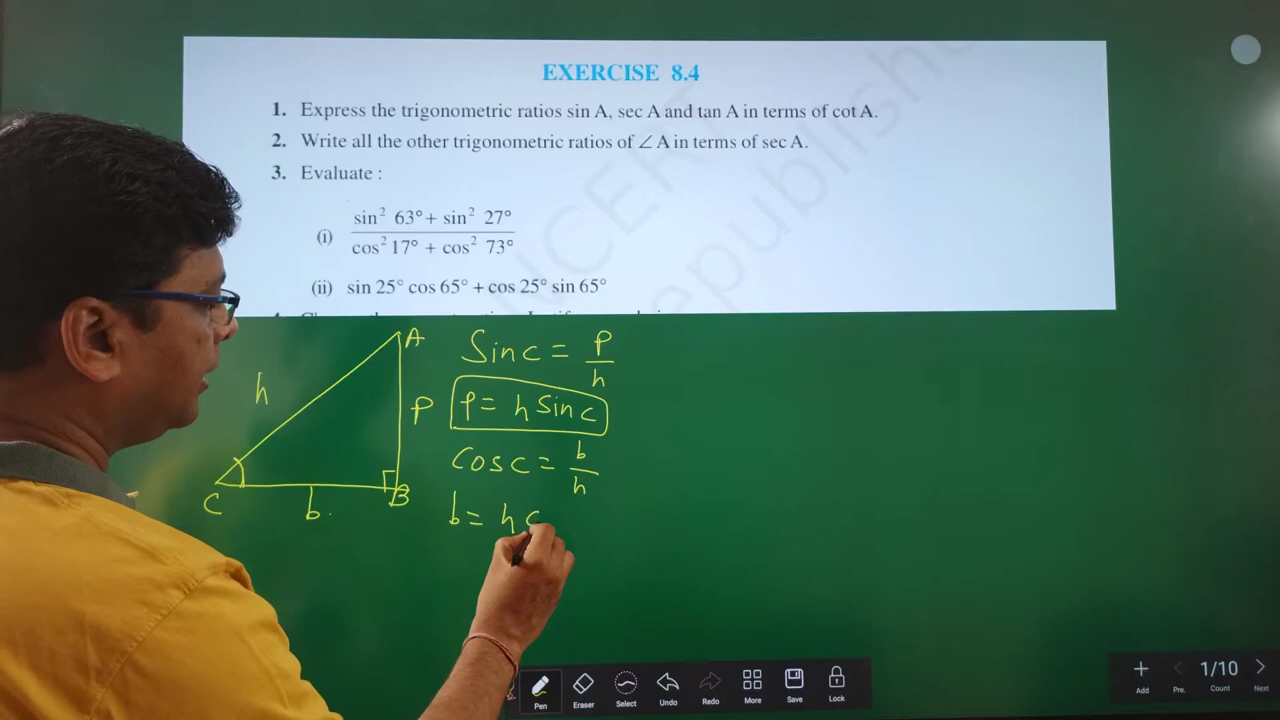 EXERCISE 8.4
1. Express the trigonometric ratios sin A, sec A and tan A in terms of cot A.
2. Write all the other trigonometric ratios of ∠ A in terms of sec A.
3. Evaluate :
(i) (sin² 63° + sin² 27°) / (cos² 17° + cos² 73°)
(ii) sin 25° cos 65° + cos 25° sin 65°
NCERT
republishe
A
h
P
C
b
B
Sin c = P/h
P = h Sin c
Cos c = b/h
b = h c
Pen Eraser Select Undo Redo More Save Lock
Add Pre. 1/10 Count Next